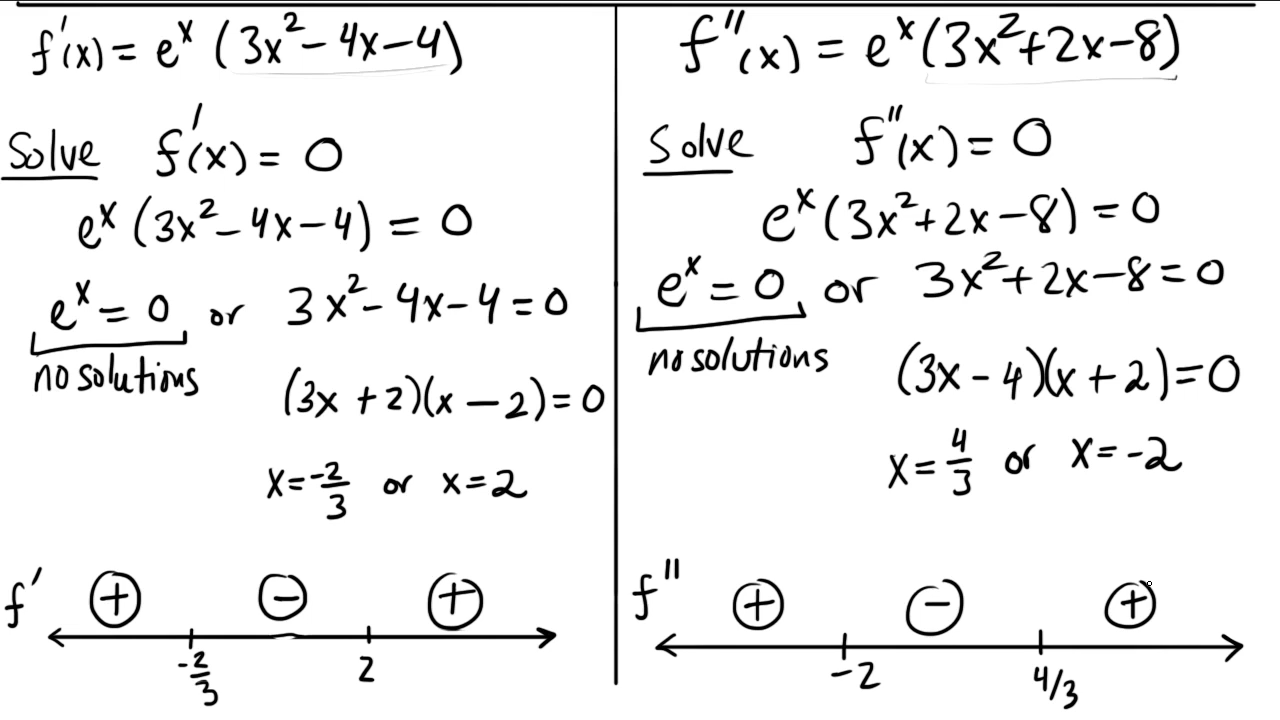 f'(x) = e^x (3x^2 - 4x - 4)
Solve f'(x) = 0
e^x (3x^2 - 4x - 4) = 0
e^x = 0 or 3x^2 - 4x - 4 = 0
no solutions
(3x + 2)(x - 2) = 0
x = -2/3 or x = 2
f' + - +
-2/3 2
f''(x) = e^x (3x^2 + 2x - 8)
Solve f''(x) = 0
e^x (3x^2 + 2x - 8) = 0
e^x = 0 or 3x^2 + 2x - 8 = 0
no solutions
(3x - 4)(x + 2) = 0
x = 4/3 or x = -2
f'' + - +
-2 4/3